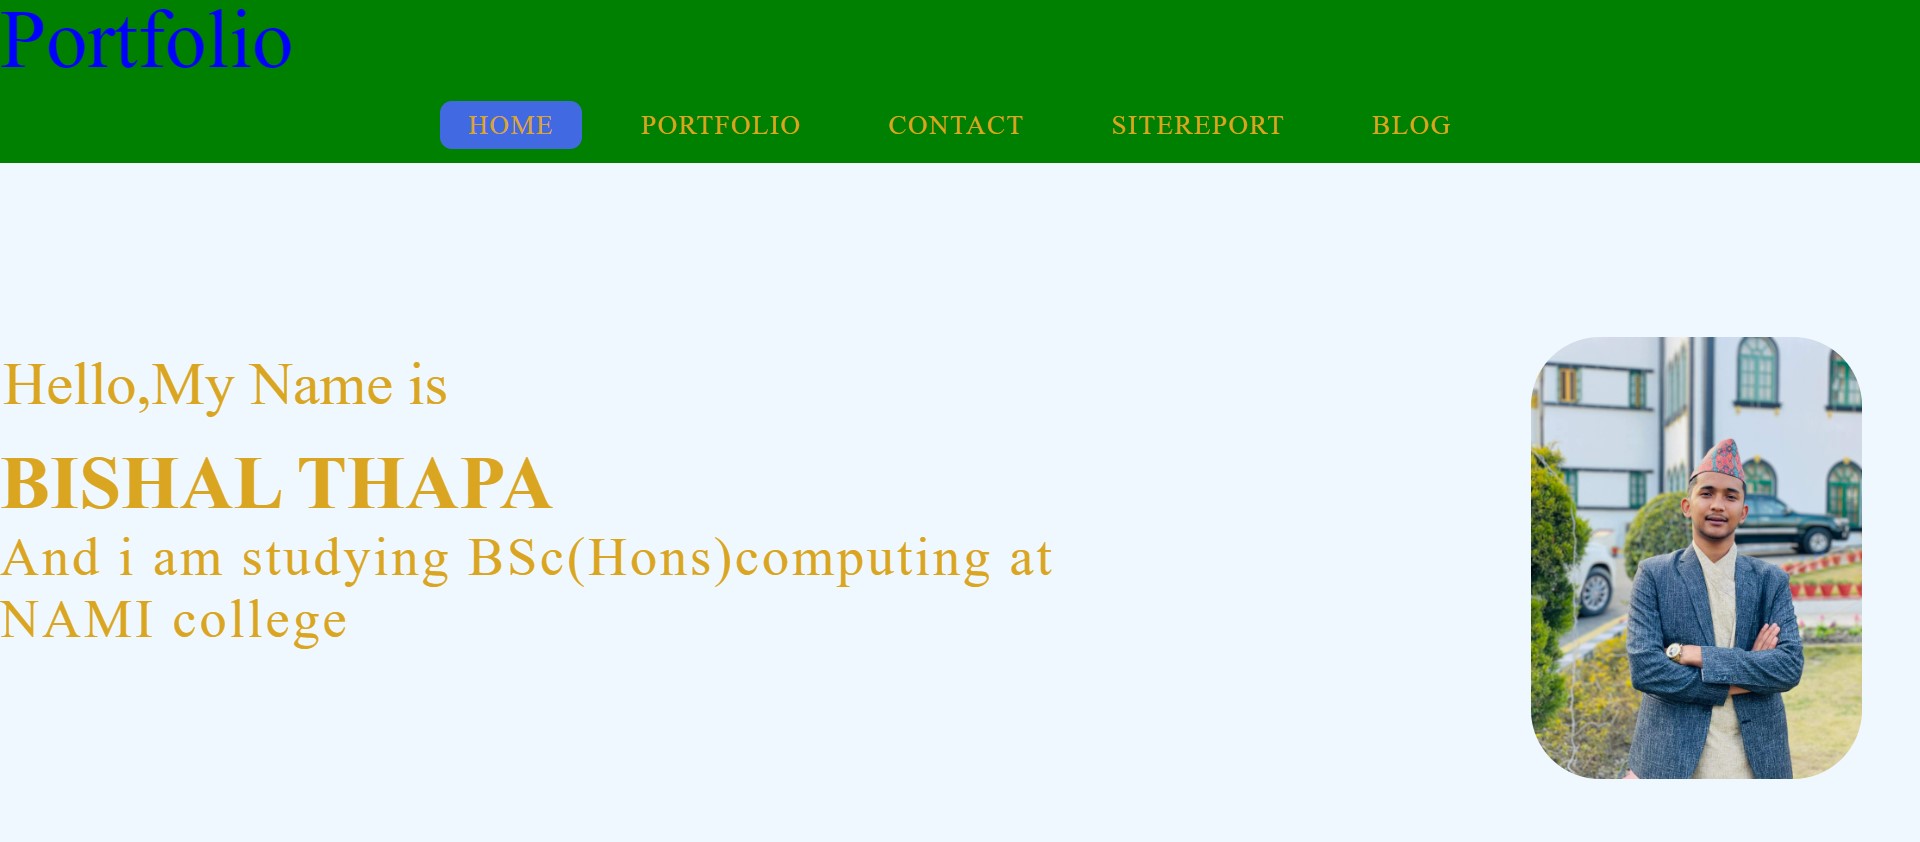 Portfolio
HOME PORTFOLIO CONTACT SITEREPORT BLOG
Hello,My Name is
BISHAL THAPA
And i am studying BSc(Hons)computing at
NAMI college